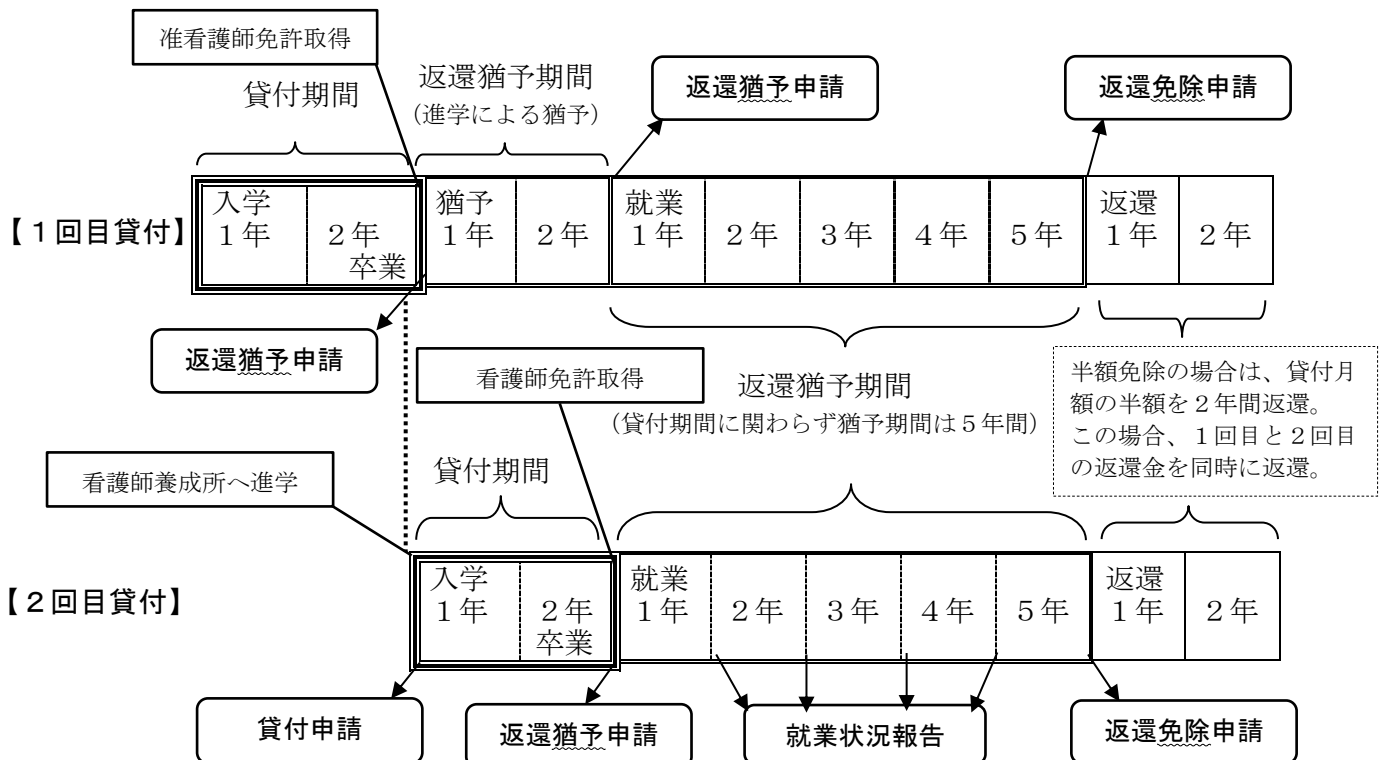 准看護師免許取得
貸付期間
返還猶予期間
（進学による猶予）
返還猶予申請
返還免除申請
【１回目貸付】
入学
１年
２年
卒業
猶予
１年
２年
就業
１年
２年
３年
４年
５年
返還
１年
２年
返還猶予申請
看護師免許取得
返還猶予期間
（貸付期間に関わらず猶予期間は５年間）
半額免除の場合は、貸付月
額の半額を２年間返還。
この場合、１回目と２回目
の返還金を同時に返還。
看護師養成所へ進学
貸付期間
【２回目貸付】
入学
１年
２年
卒業
就業
１年
２年
３年
４年
５年
返還
１年
２年
貸付申請
返還猶予申請
就業状況報告
返還免除申請